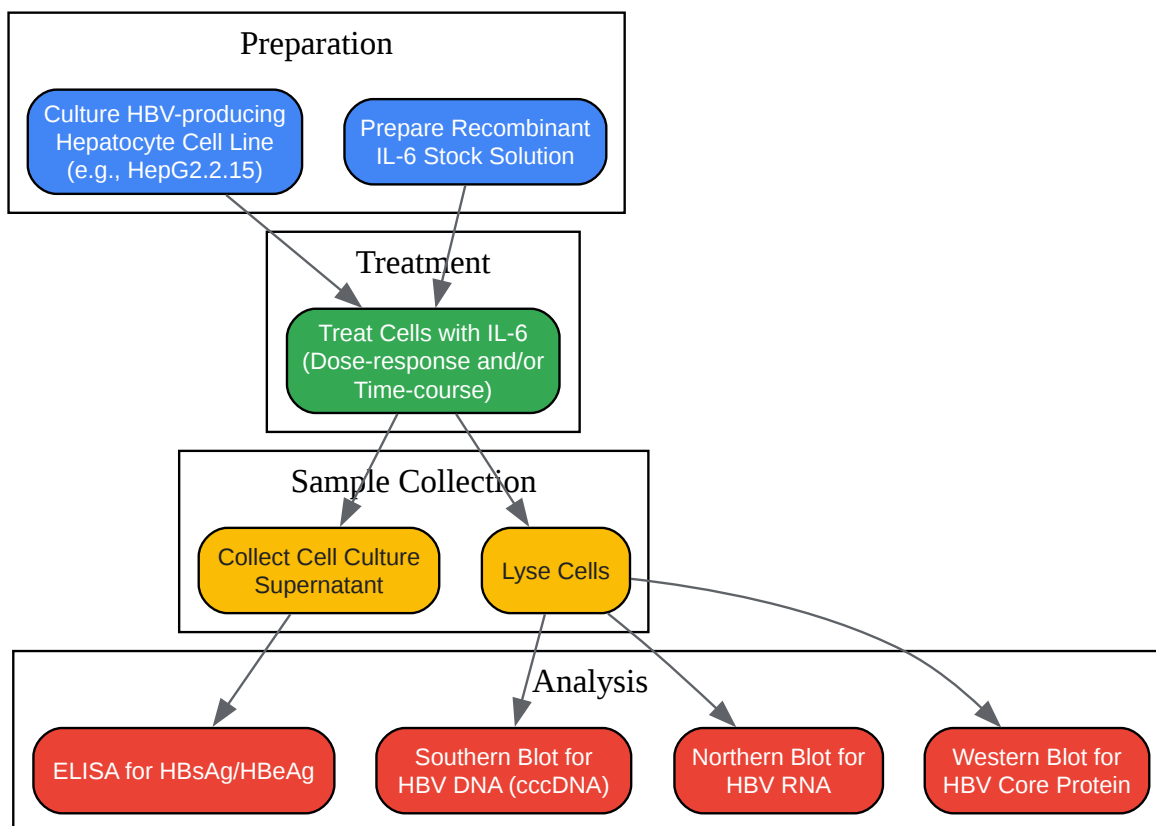 Preparation
Culture HBV-producing
Hepatocyte Cell Line
(e.g., HepG2.2.15)
Prepare Recombinant
IL-6 Stock Solution
Treatment
Treat Cells with IL-6
(Dose-response and/or
Time-course)
Sample Collection
Collect Cell Culture
Supernatant
Lyse Cells
Analysis
ELISA for HBsAg/HBeAg
Southern Blot for
HBV DNA (cccDNA)
Northern Blot for
HBV RNA
Western Blot for
HBV Core Protein